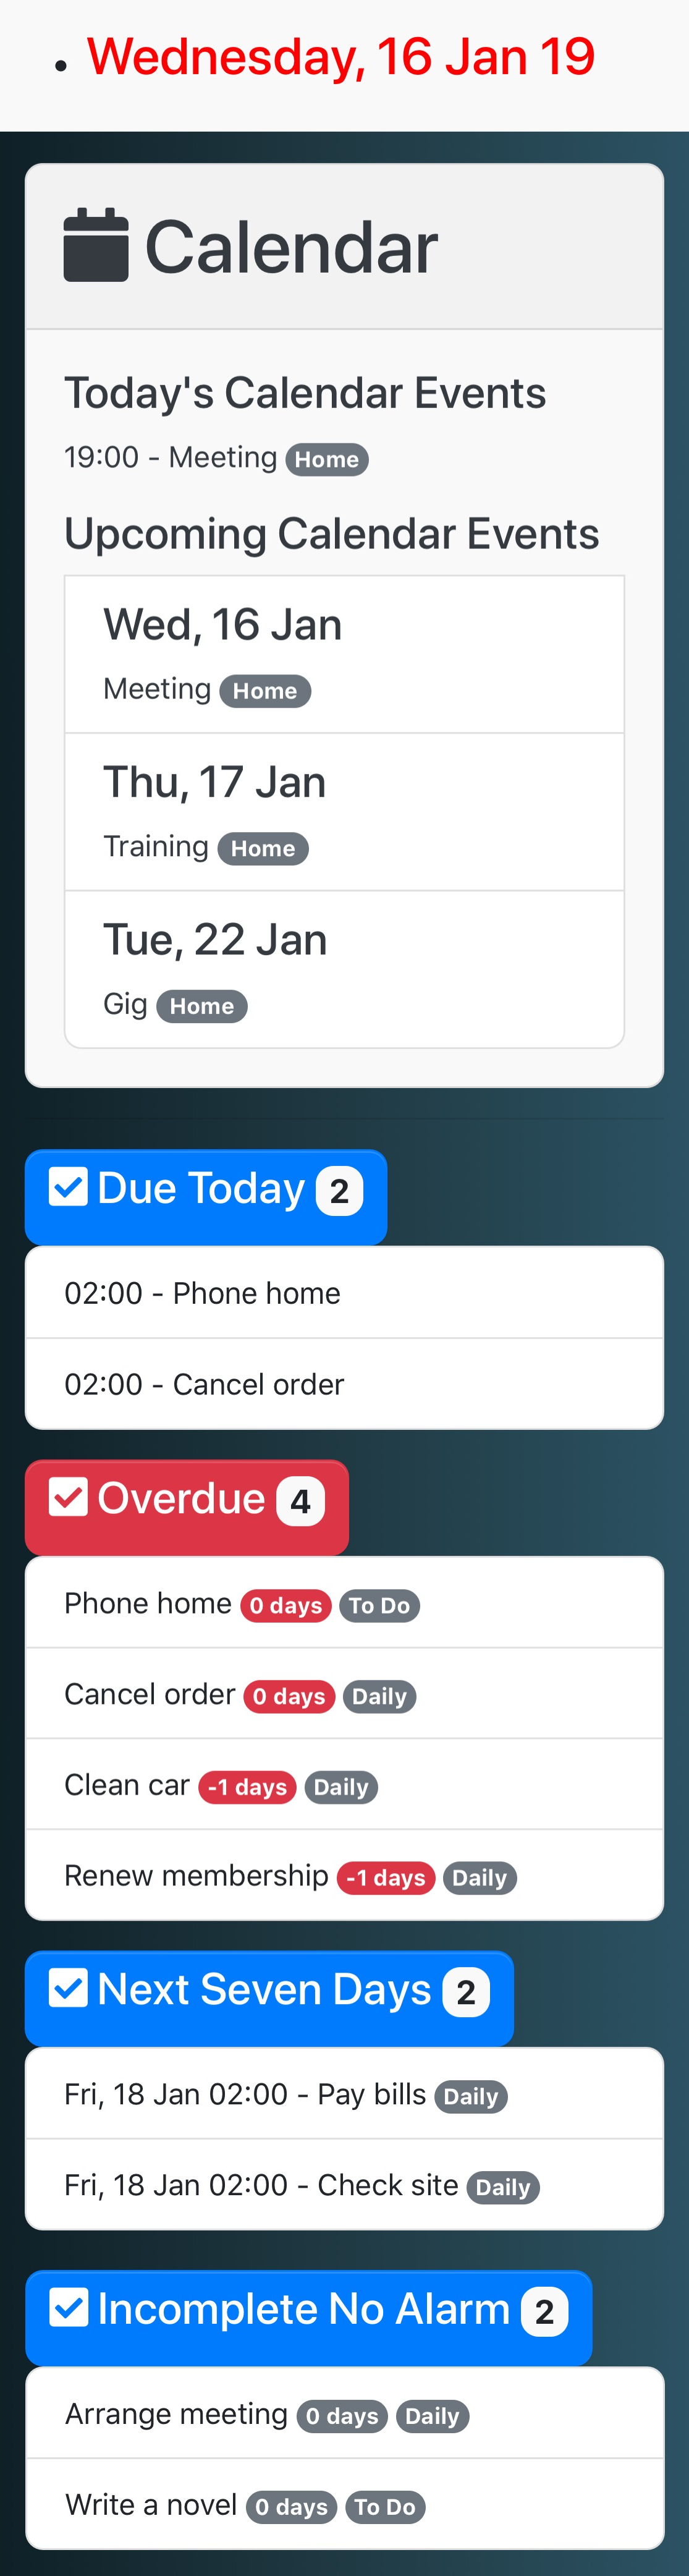 Wednesday, 16 Jan 19
Calendar
Today's Calendar Events
19:00 - Meeting Home
Upcoming Calendar Events
Wed, 16 Jan
Meeting Home
Thu, 17 Jan
Training Home
Tue, 22 Jan
Gig Home
Due Today 2
02:00 - Phone home
02:00 - Cancel order
Overdue 4
Phone home 0 days To Do
Cancel order 0 days Daily
Clean car -1 days Daily
Renew membership -1 days Daily
Next Seven Days 2
Fri, 18 Jan 02:00 - Pay bills Daily
Fri, 18 Jan 02:00 - Check site Daily
Incomplete No Alarm 2
Arrange meeting 0 days Daily
Write a novel 0 days To Do